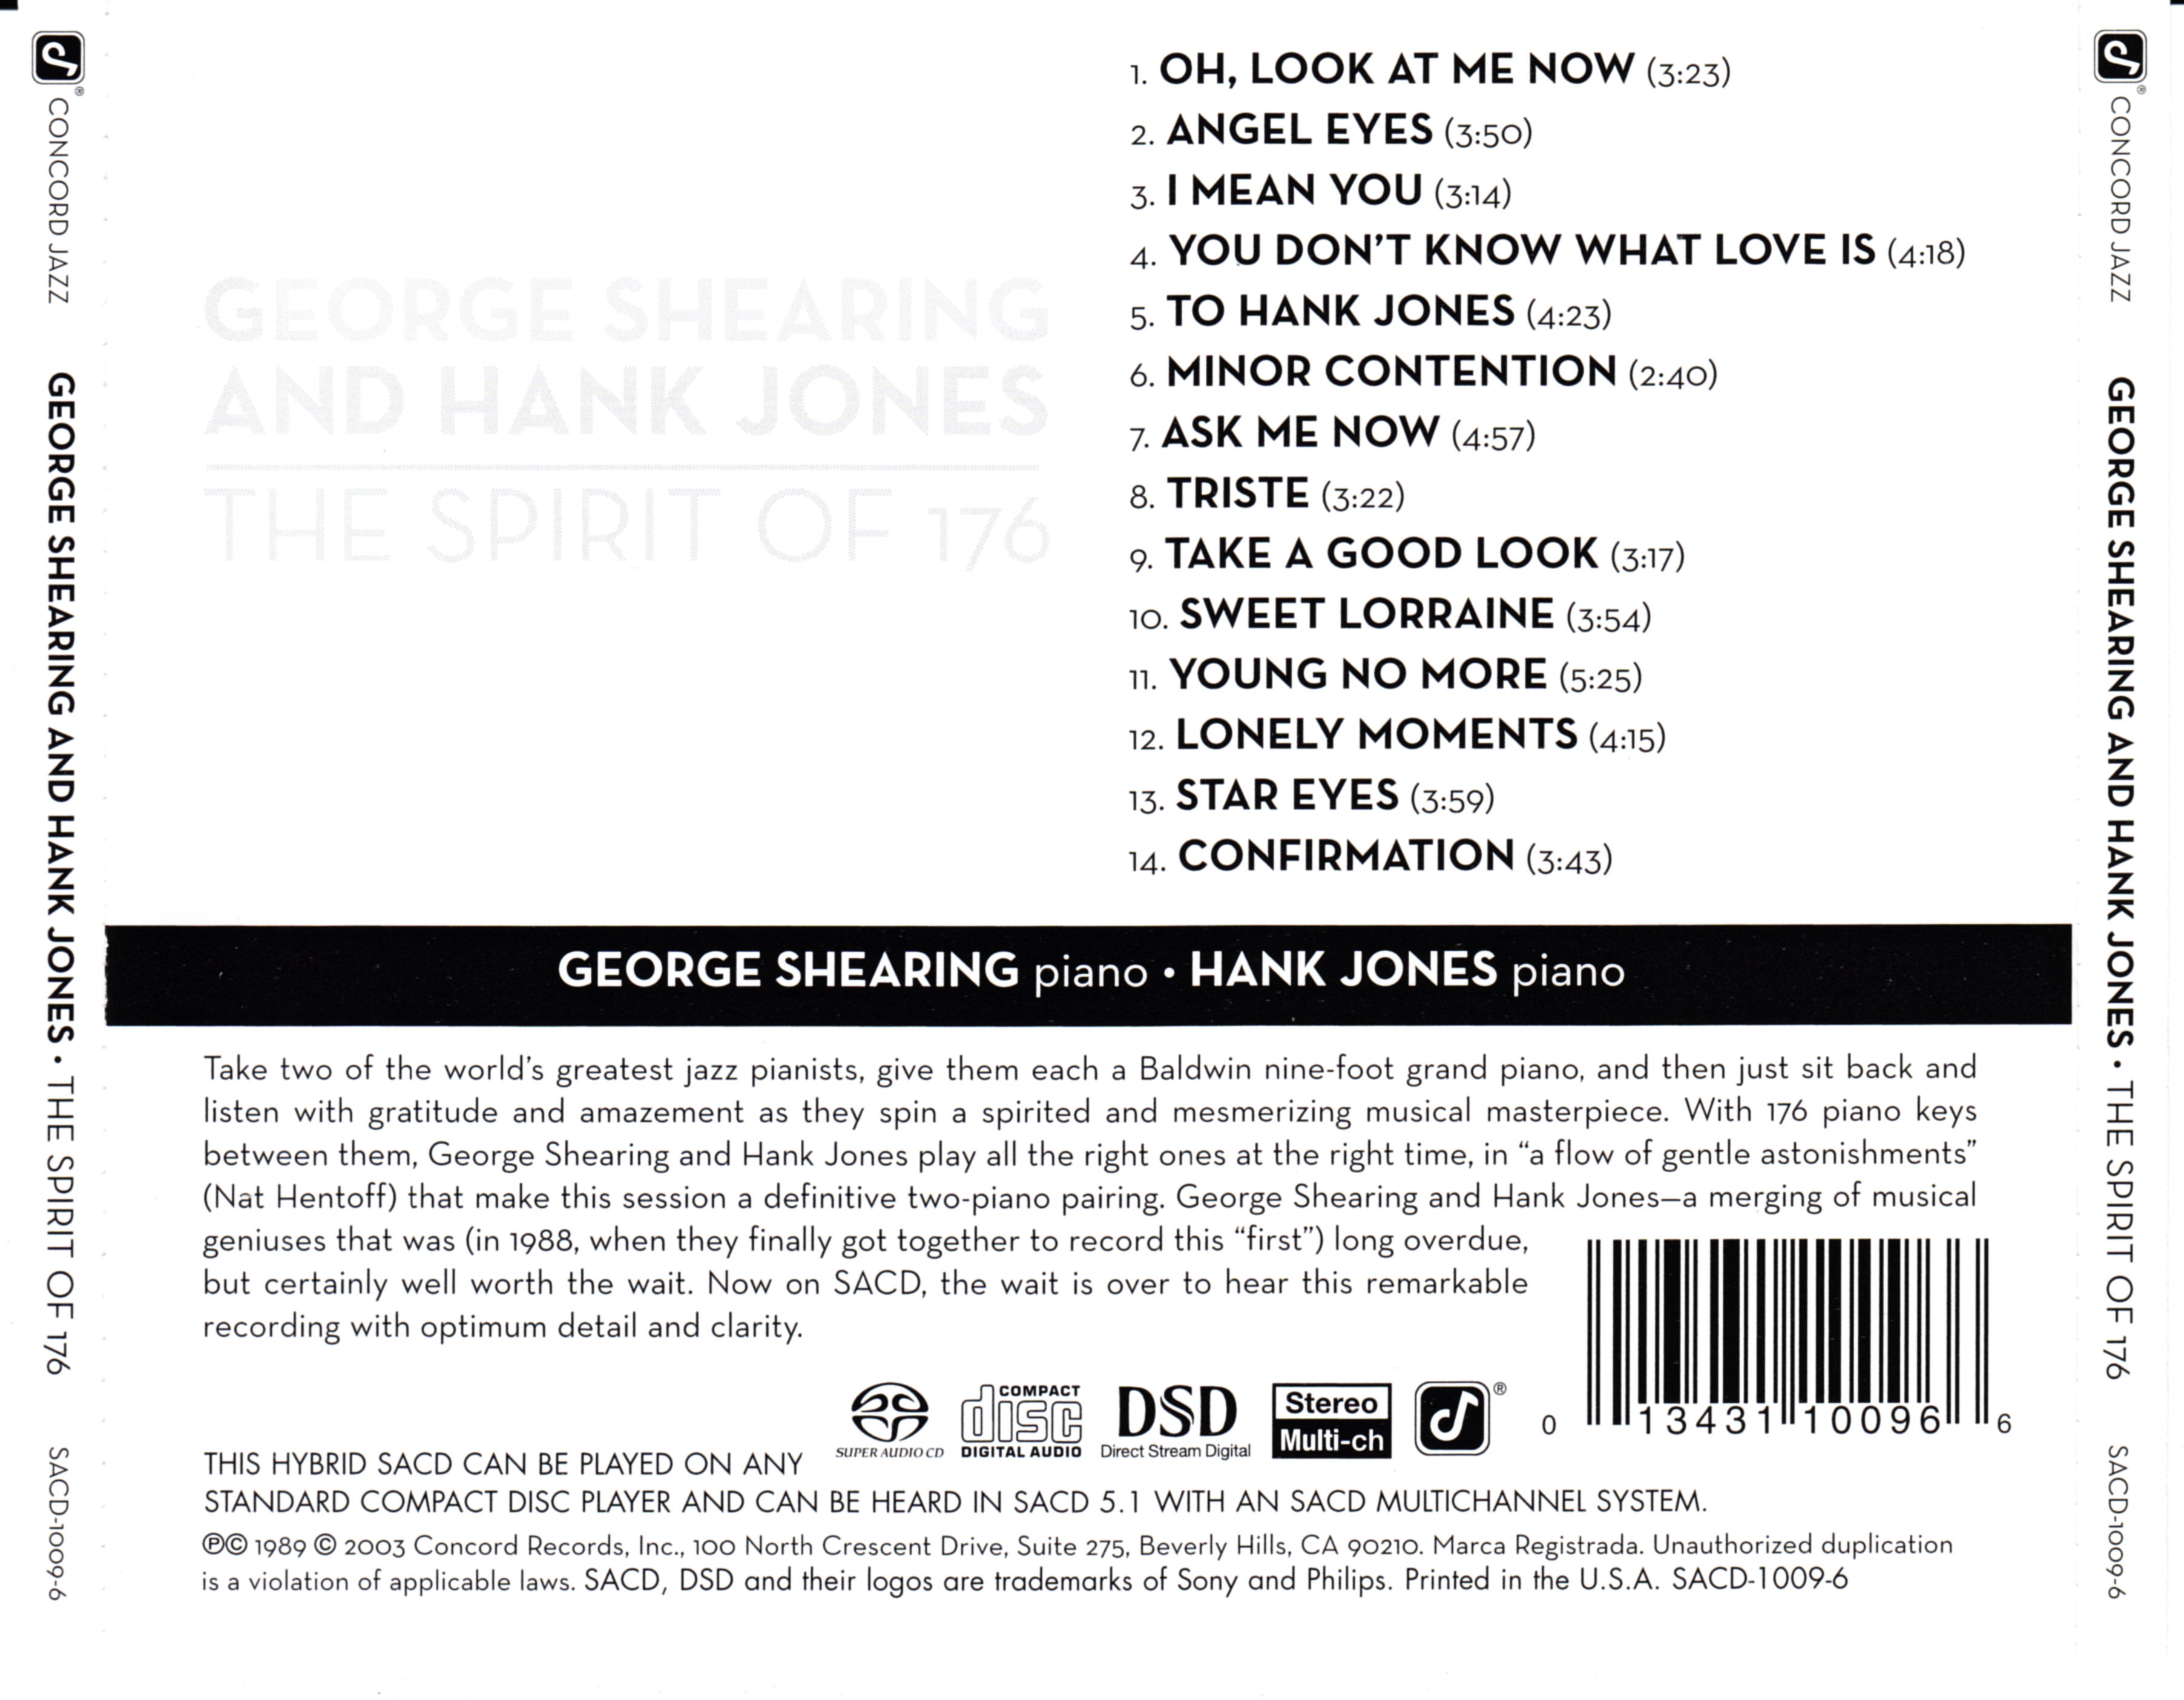 CONCORD JAZZ
GEORGE SHEARING AND HANK JONES • THE SPIRIT OF 176
SACD-1009-6
GEORGE SHEARING
AND HANK JONES
THE SPIRIT OF 176
1. OH, LOOK AT ME NOW (3:23)
2. ANGEL EYES (3:50)
3. I MEAN YOU (3:14)
4. YOU DON'T KNOW WHAT LOVE IS (4:18)
5. TO HANK JONES (4:23)
6. MINOR CONTENTION (2:40)
7. ASK ME NOW (4:57)
8. TRISTE (3:22)
9. TAKE A GOOD LOOK (3:17)
10. SWEET LORRAINE (3:54)
11. YOUNG NO MORE (5:25)
12. LONELY MOMENTS (4:15)
13. STAR EYES (3:59)
14. CONFIRMATION (3:43)
GEORGE SHEARING piano • HANK JONES piano
Take two of the world's greatest jazz pianists, give them each a Baldwin nine-foot grand piano, and then just sit back and
listen with gratitude and amazement as they spin a spirited and mesmerizing musical masterpiece. With 176 piano keys
between them, George Shearing and Hank Jones play all the right ones at the right time, in “a flow of gentle astonishments”
(Nat Hentoff) that make this session a definitive two-piano pairing. George Shearing and Hank Jones—a merging of musical
geniuses that was (in 1988, when they finally got together to record this “first”) long overdue,
but certainly well worth the wait. Now on SACD, the wait is over to hear this remarkable
recording with optimum detail and clarity.
SUPER AUDIO CD
COMPACT
disc
DIGITAL AUDIO
DSD
Direct Stream Digital
Stereo
Multi-ch
®
0 13431 10096 6
THIS HYBRID SACD CAN BE PLAYED ON ANY
STANDARD COMPACT DISC PLAYER AND CAN BE HEARD IN SACD 5.1 WITH AN SACD MULTICHANNEL SYSTEM.
℗© 1989 © 2003 Concord Records, Inc., 100 North Crescent Drive, Suite 275, Beverly Hills, CA 90210. Marca Registrada. Unauthorized duplication
is a violation of applicable laws. SACD, DSD and their logos are trademarks of Sony and Philips. Printed in the U.S.A. SACD-1009-6
® CONCORD JAZZ
GEORGE SHEARING AND HANK JONES • THE SPIRIT OF 176
SACD-1009-6